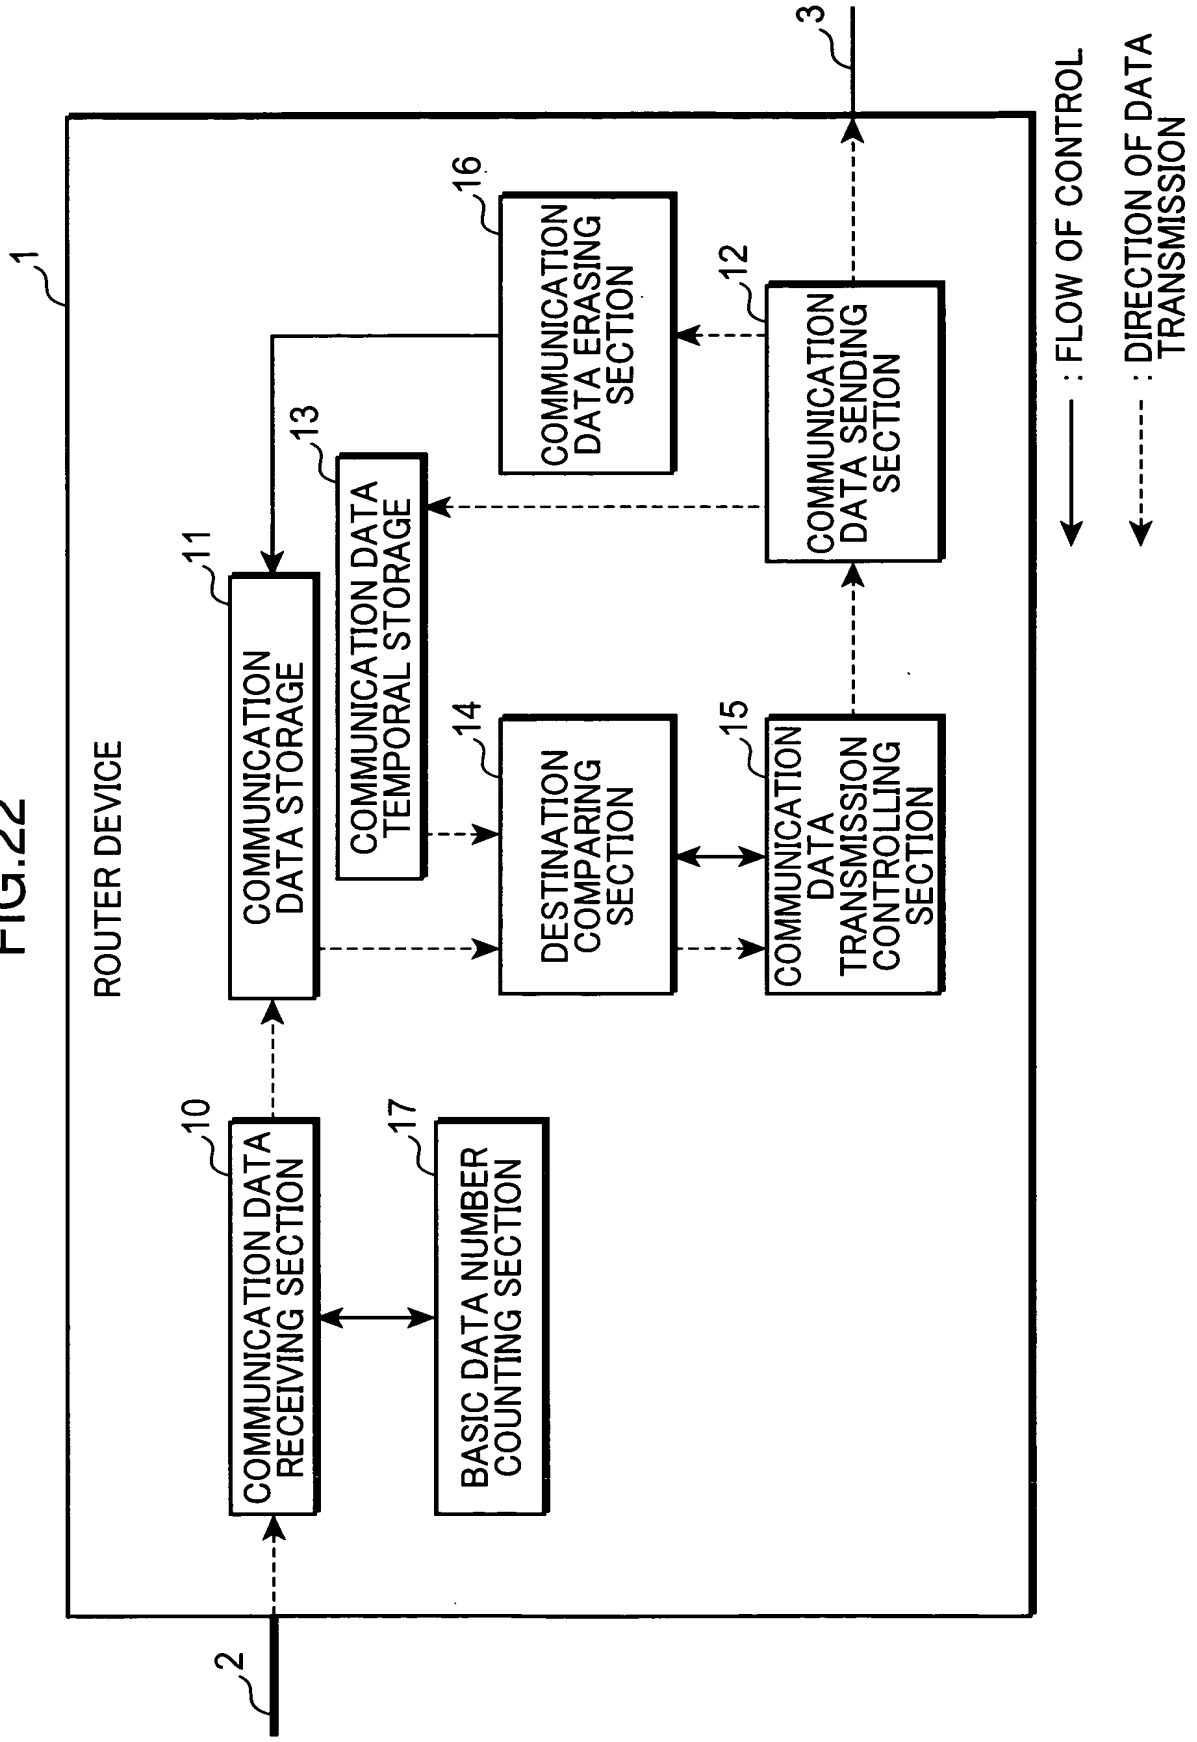 FIG.22
1
ROUTER DEVICE
2
3
10
COMMUNICATION DATA
RECEIVING SECTION
17
BASIC DATA NUMBER
COUNTING SECTION
11
COMMUNICATION
DATA STORAGE
13
COMMUNICATION DATA
TEMPORAL STORAGE
14
DESTINATION
COMPARING
SECTION
15
COMMUNICATION
DATA
TRANSMISSION
CONTROLLING
SECTION
16
COMMUNICATION
DATA ERASING
SECTION
12
COMMUNICATION
DATA SENDING
SECTION
: FLOW OF CONTROL
: DIRECTION OF DATA
TRANSMISSION